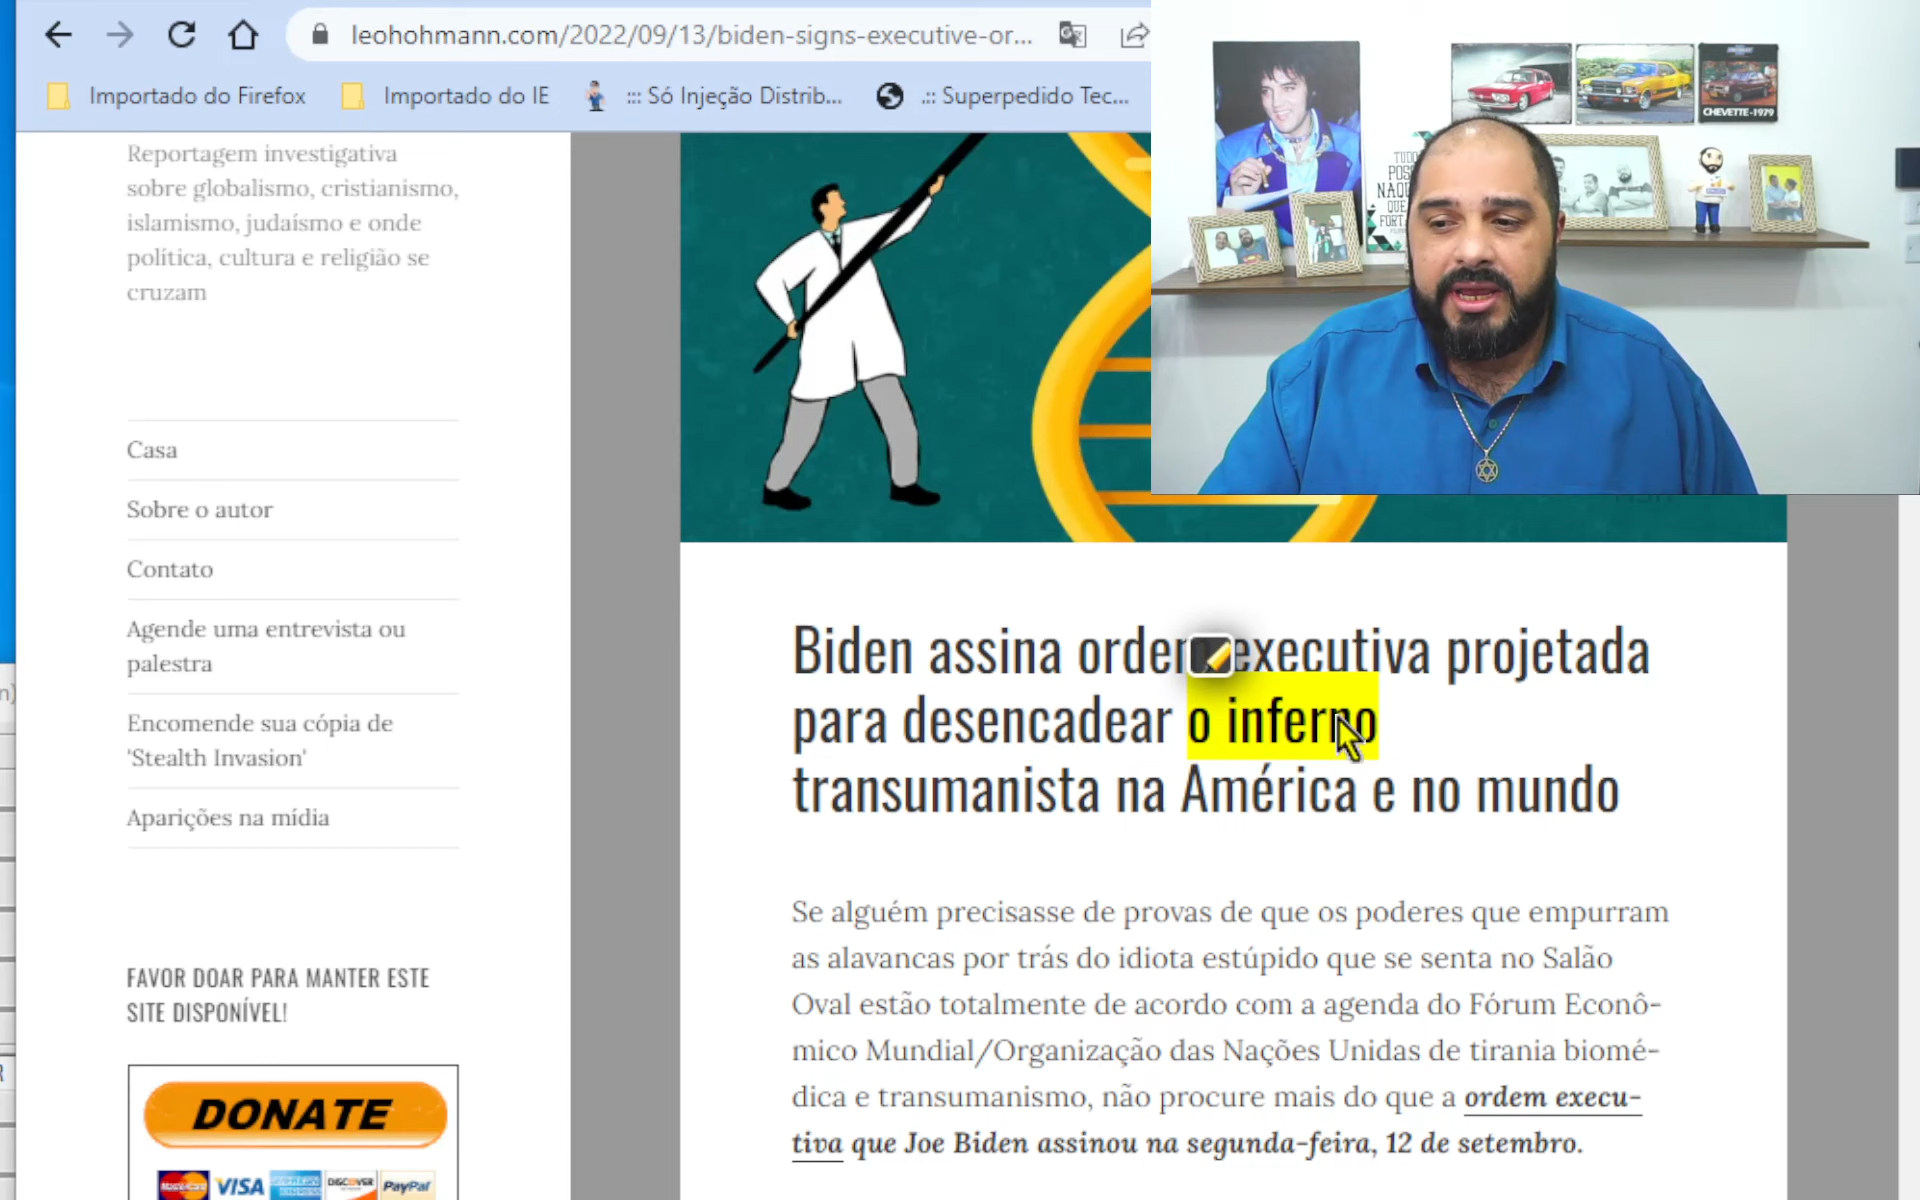 leohohmann.com/2022/09/13/biden-signs-executive-or...
Importado do Firefox
Importado do IE
::: Só Injeção Distrib...
.:: Superpedido Tec...
Reportagem investigativa
sobre globalismo, cristianismo,
islamismo, judaísmo e onde
política, cultura e religião se
cruzam
Casa
Sobre o autor
Contato
Agende uma entrevista ou
palestra
Encomende sua cópia de
'Stealth Invasion'
Aparições na mídia
FAVOR DOAR PARA MANTER ESTE
SITE DISPONÍVEL!
DONATE
MasterCard
VISA
DISCOVER
PayPal
CHEVETTE-1979
TUDO
POS
NAQU
QUE
FORT
Biden assina ordem executiva projetada
para desencadear o inferno
transumanista na América e no mundo
Se alguém precisasse de provas de que os poderes que empurram
as alavancas por trás do idiota estúpido que se senta no Salão
Oval estão totalmente de acordo com a agenda do Fórum Econô-
mico Mundial/Organização das Nações Unidas de tirania biomé-
dica e transumanismo, não procure mais do que a ordem execu-
tiva que Joe Biden assinou na segunda-feira, 12 de setembro.